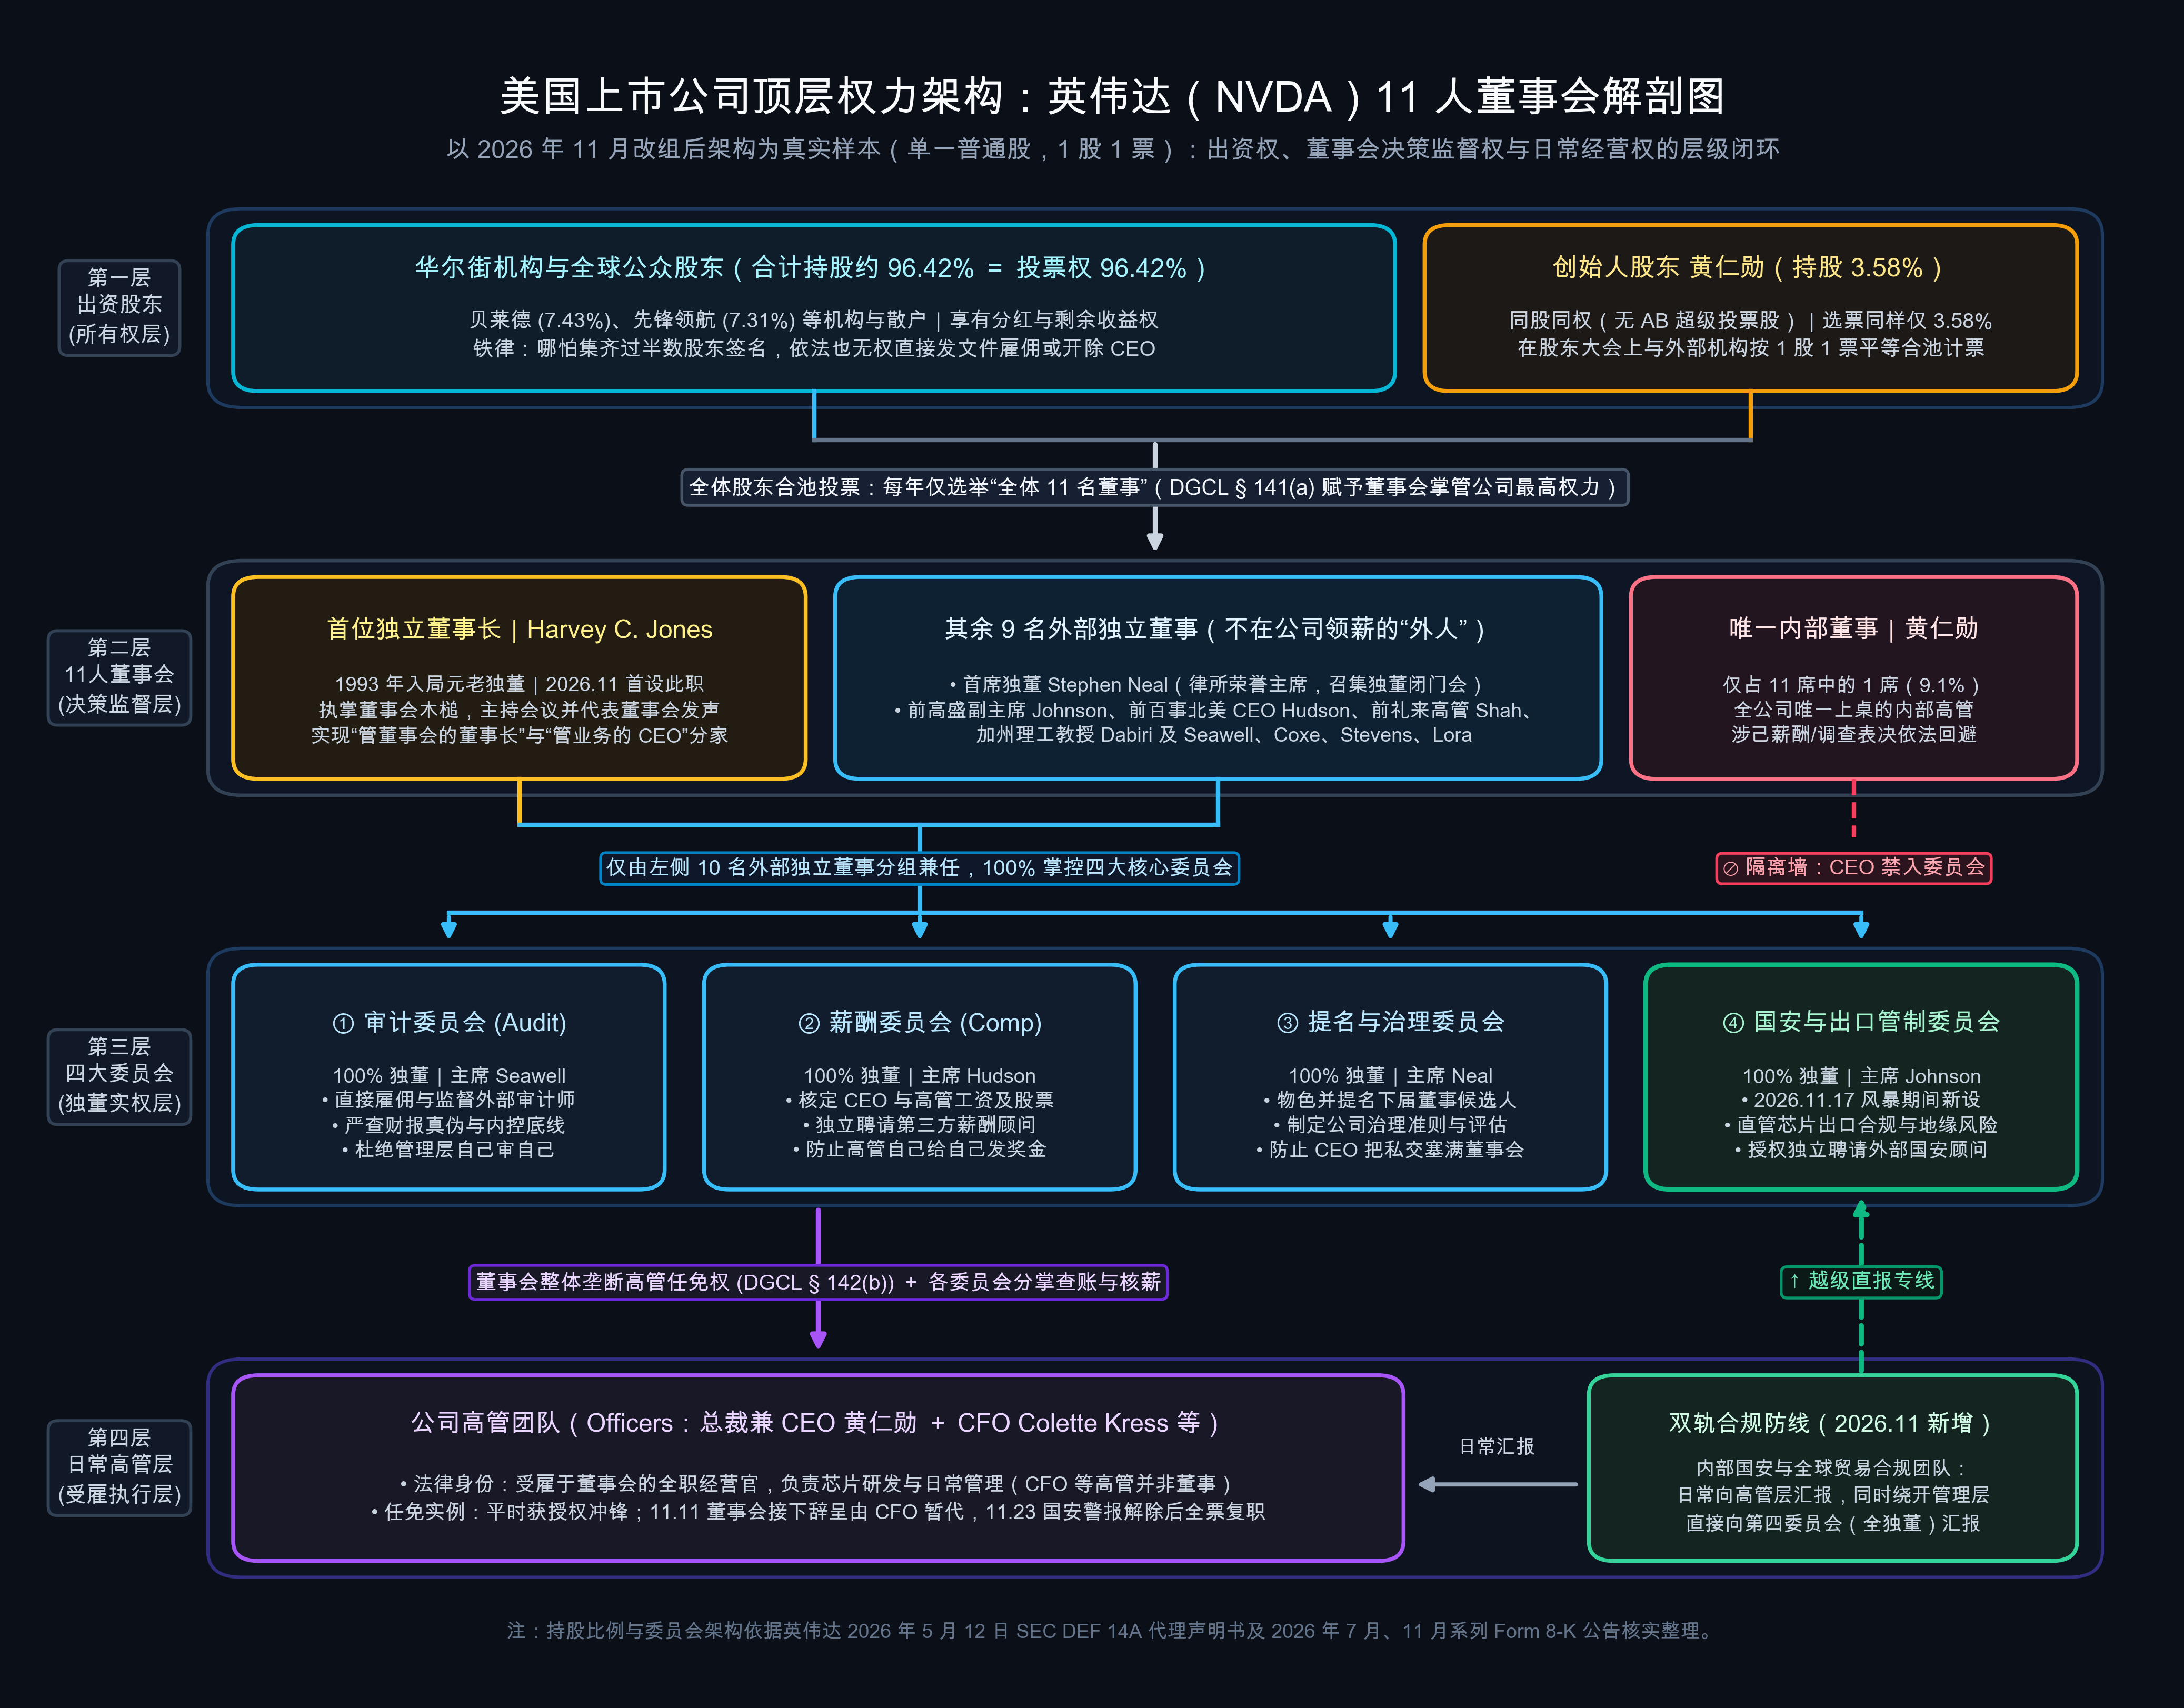 美国上市公司顶层权力架构：英伟达（NVDA）11 人董事会解剖图
以 2026 年 11 月改组后架构为真实样本（单一普通股，1 股 1 票）：出资权、董事会决策监督权与日常经营权的层级闭环
第一层
出资股东
(所有权层)
华尔街机构与全球公众股东（合计持股约 96.42% = 投票权 96.42%）
贝莱德 (7.43%)、先锋领航 (7.31%) 等机构与散户 | 享有分红与剩余收益权
铁律：哪怕集齐过半数股东签名，依法也无权直接发文件雇佣或开除 CEO
创始人股东 黄仁勋（持股 3.58%）
同股同权（无 AB 超级投票股）｜选票同样仅 3.58%
在股东大会上与外部机构按 1 股 1 票平等合池计票
全体股东合池投票：每年仅选举“全体 11 名董事”（DGCL § 141(a) 赋予董事会掌管公司最高权力）
第二层
11人董事会
(决策监督层)
首位独立董事长 | Harvey C. Jones
1993 年入局元老独董 | 2026.11 首设此职
执掌董事会木槌，主持会议并代表董事会发声
实现“管董事会的董事长”与“管业务的 CEO”分家
其余 9 名外部独立董事（不在公司领薪的“外人”）
• 首席独董 Stephen Neal（律所荣誉主席，召集独董闭门会）
• 前高盛副主席 Johnson、前百事北美 CEO Hudson、前礼来高管 Shah、
加州理工教授 Dabiri 及 Seawell、Coxe、Stevens、Lora
唯一内部董事 | 黄仁勋
仅占 11 席中的 1 席（9.1%）
全公司唯一上桌的内部高管
涉己薪酬/调查表决依法回避
仅由左侧 10 名外部独立董事分组兼任，100% 掌控四大核心委员会
⊘ 隔离墙：CEO 禁入委员会
第三层
四大委员会
(独董实权层)
① 审计委员会 (Audit)
100% 独董 | 主席 Seawell
• 直接雇佣与监督外部审计师
• 严查财报真伪与内控底线
• 杜绝管理层自己审自己
② 薪酬委员会 (Comp)
100% 独董 | 主席 Hudson
• 核定 CEO 与高管工资及股票
• 独立聘请第三方薪酬顾问
• 防止高管自己给自己发奖金
③ 提名与治理委员会
100% 独董 | 主席 Neal
• 物色并提名下届董事候选人
• 制定公司治理准则与评估
• 防止 CEO 把私交塞满董事会
④ 国安与出口管制委员会
100% 独董 | 主席 Johnson
• 2026.11.17 风暴期间新设
• 直管芯片出口合规与地缘风险
• 授权独立聘请外部国安顾问
董事会整体垄断高管任免权 (DGCL § 142(b)) + 各委员会分掌查账与核薪
↑ 越级直报专线
第四层
日常高管层
(受雇执行层)
公司高管团队（Officers：总裁兼 CEO 黄仁勋 + CFO Colette Kress 等）
• 法律身份：受雇于董事会的全职经营官，负责芯片研发与日常管理（CFO 等高管并非董事）
• 任免实例：平时获授权冲锋；11.11 董事会接下辞呈由 CFO 暂代，11.23 国安警报解除后全票复职
日常汇报
双轨合规防线（2026.11 新增）
内部国安与全球贸易合规团队：
日常向高管层汇报，同时绕开管理层
直接向第四委员会（全独董）汇报
注：持股比例与委员会架构依据英伟达 2026 年 5 月 12 日 SEC DEF 14A 代理声明书及 2026 年 7 月、11 月系列 Form 8-K 公告核实整理。